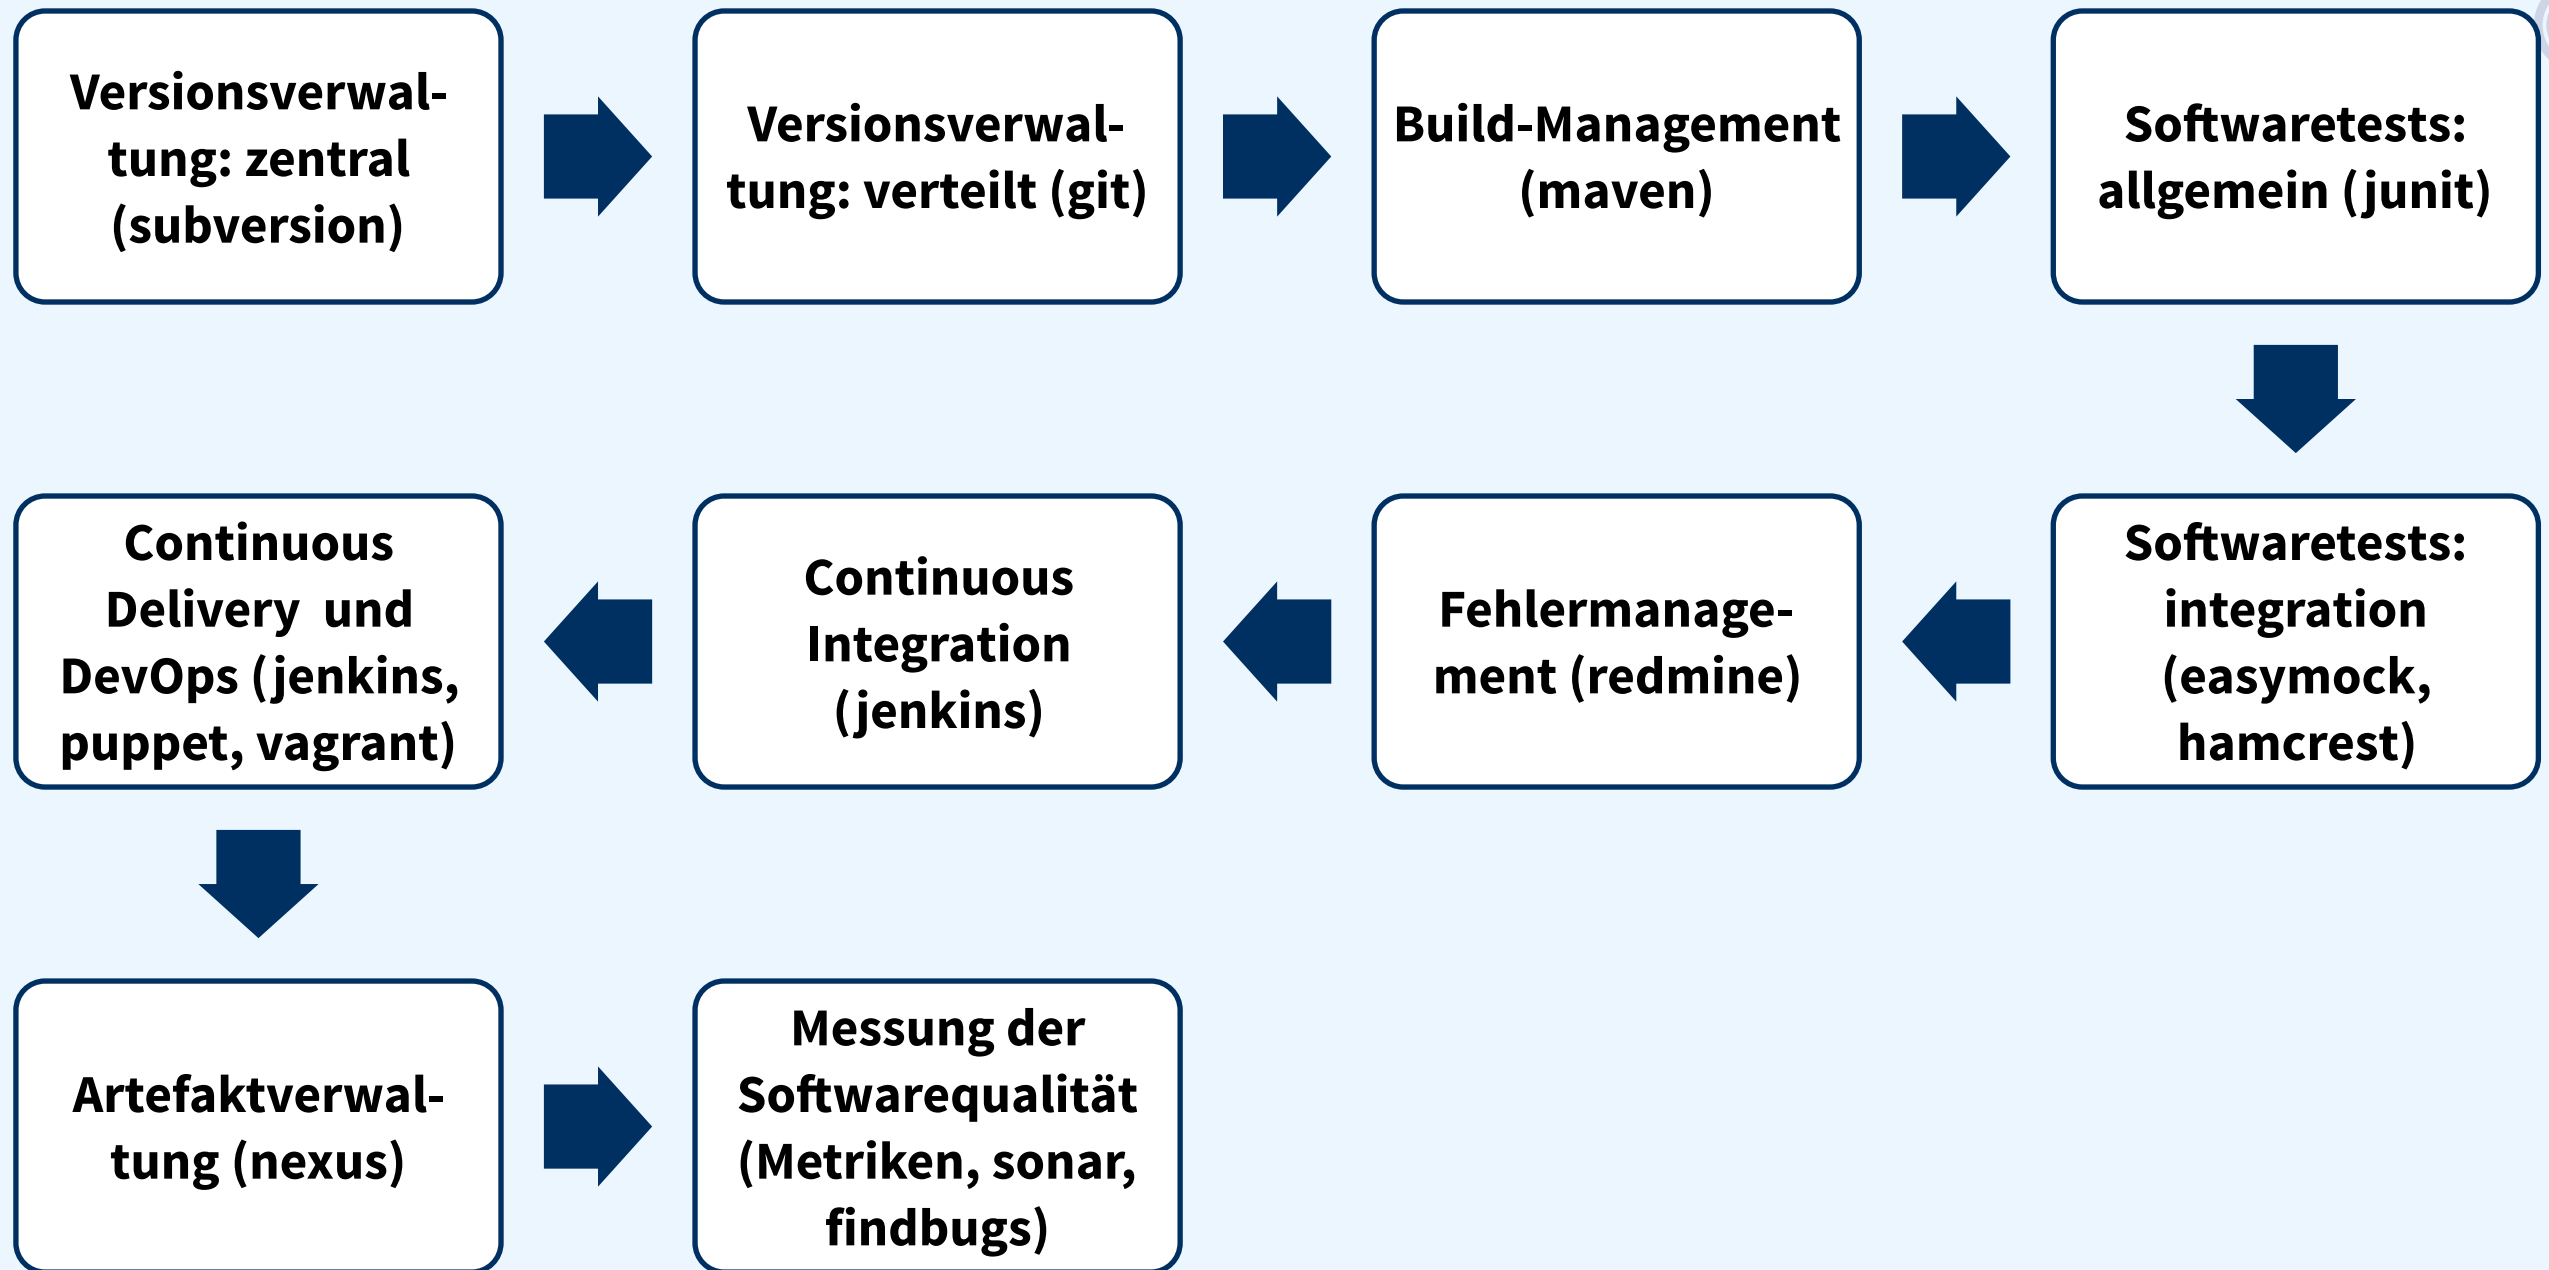 Versionsverwal-
tung: zentral
(subversion)
Versionsverwal-
tung: verteilt (git)
Build-Management
(maven)
Softwaretests:
allgemein (junit)
Softwaretests:
integration
(easymock,
hamcrest)
Fehlermanage-
ment (redmine)
Continuous
Integration
(jenkins)
Continuous
Delivery  und
DevOps (jenkins,
puppet, vagrant)
Artefaktverwal-
tung (nexus)
Messung der
Softwarequalität
(Metriken, sonar,
findbugs)